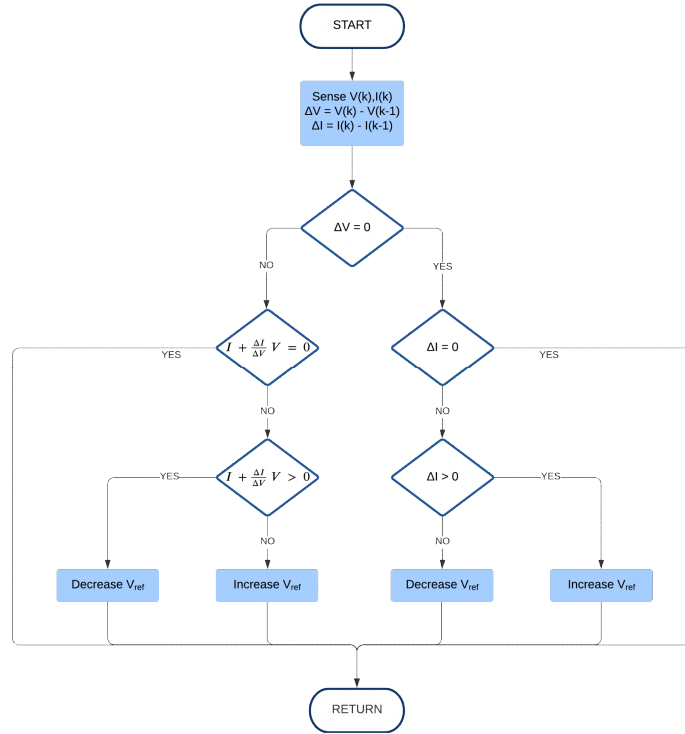 START
Sense V(k),I(k)
ΔV = V(k) - V(k-1)
ΔI = I(k) - I(k-1)
ΔV = 0
NO
YES
I + ΔI/ΔV V = 0
ΔI = 0
YES
YES
NO
NO
I + ΔI/ΔV V > 0
ΔI > 0
YES
YES
NO
NO
Decrease Vref
Increase Vref
Decrease Vref
Increase Vref
RETURN